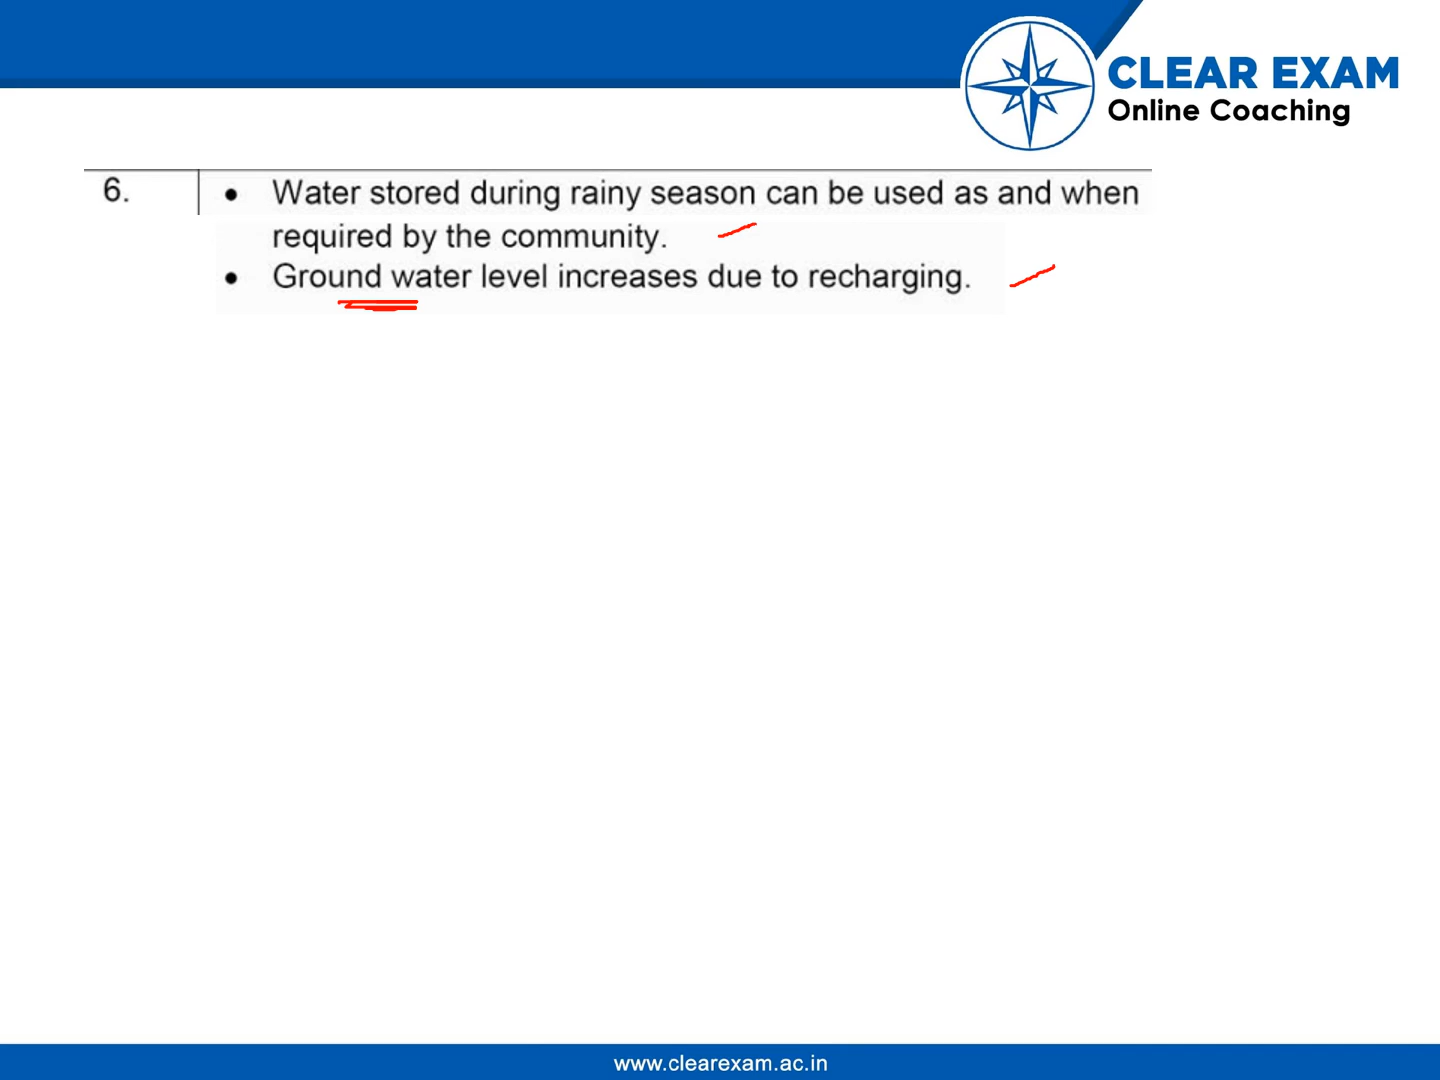 CLEAR EXAM
Online Coaching
6.
• Water stored during rainy season can be used as and when
required by the community.
• Ground water level increases due to recharging.
www.clearexam.ac.in